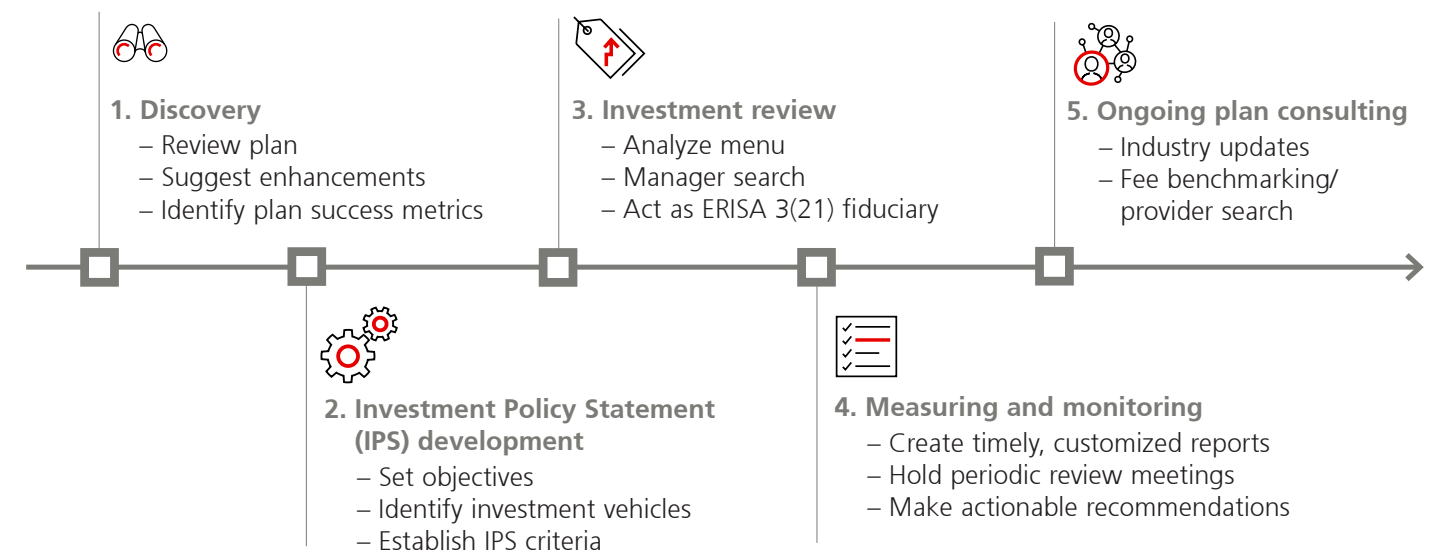 1. Discovery
– Review plan
– Suggest enhancements
– Identify plan success metrics
2. Investment Policy Statement
(IPS) development
– Set objectives
– Identify investment vehicles
– Establish IPS criteria
3. Investment review
– Analyze menu
– Manager search
– Act as ERISA 3(21) fiduciary
4. Measuring and monitoring
– Create timely, customized reports
– Hold periodic review meetings
– Make actionable recommendations
5. Ongoing plan consulting
– Industry updates
– Fee benchmarking/
provider search